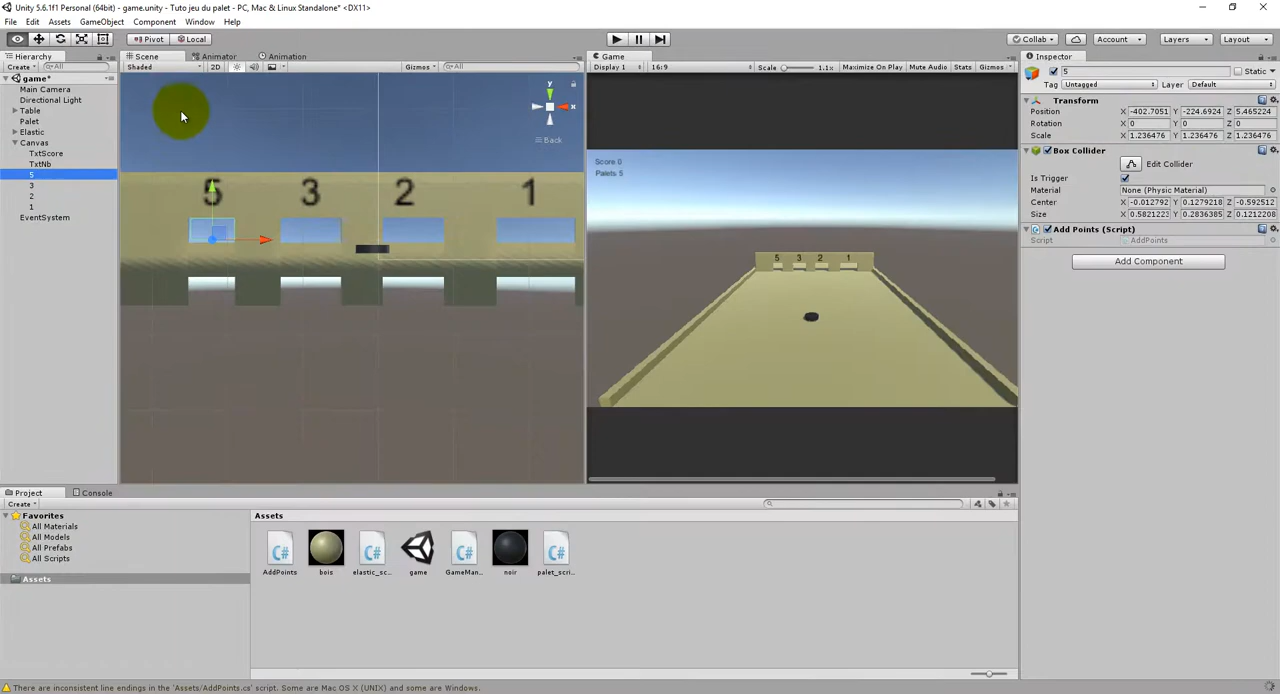 Unity 5.6.1f1 Personal (64bit) - game.unity - Tuto jeu du palet - PC, Mac & Linux Standalone* <DX11>
File Edit Assets GameObject Component Window Help
Pivot Local Collab Account Layers Layout
Hierarchy Scene Animator Animation Game Inspector
Create All Shaded 2D Gizmos All Display 1 16:9 Scale 1.1x Maximize On Play Mute Audio Stats Gizmos 5 Static
game*
Tag Untagged Layer Default
Main Camera
Directional Light
Table
Palet
Elastic
Canvas
TxtScore
TxtNb
5
3
2
1
EventSystem
y
x
Back
5 3 2 1
Score 0
Palets 5
5 3 2 1
Transform
Position X -402.7051 Y -224.6924 Z 5.465224
Rotation X 0 Y 0 Z 0
Scale X 1.236476 Y 1.236476 Z 1.236476
Box Collider
Edit Collider
Is Trigger
Material None (Physic Material)
Center X -0.012792 Y 0.1279218 Z -0.592512
Size X 0.5821223 Y 0.2836385 Z 0.1212208
Add Points (Script)
Script AddPoints
Add Component
Project Console
Create
Favorites
All Materials
All Models
All Prefabs
All Scripts
Assets
Assets
AddPoints bois elastic_sc... game GameMan... noir palet_scri...
There are inconsistent line endings in the 'Assets/AddPoints.cs' script. Some are Mac OS X (UNIX) and some are Windows.